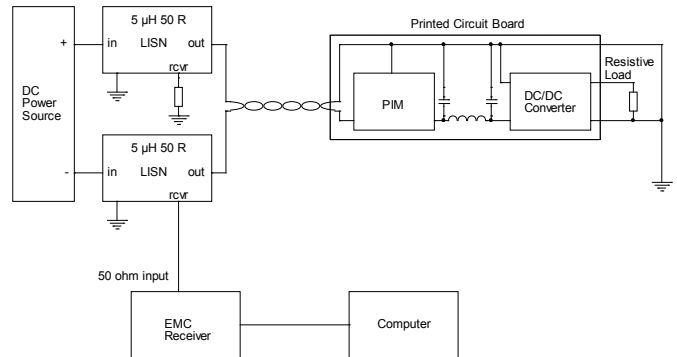 Printed Circuit Board
5 µH 50 R
in LISN out
rcvr
+
DC
Power
Source
-
PIM
DC/DC
Converter
Resistive
Load
5 µH 50 R
in LISN out
rcvr
50 ohm input
EMC
Receiver
Computer